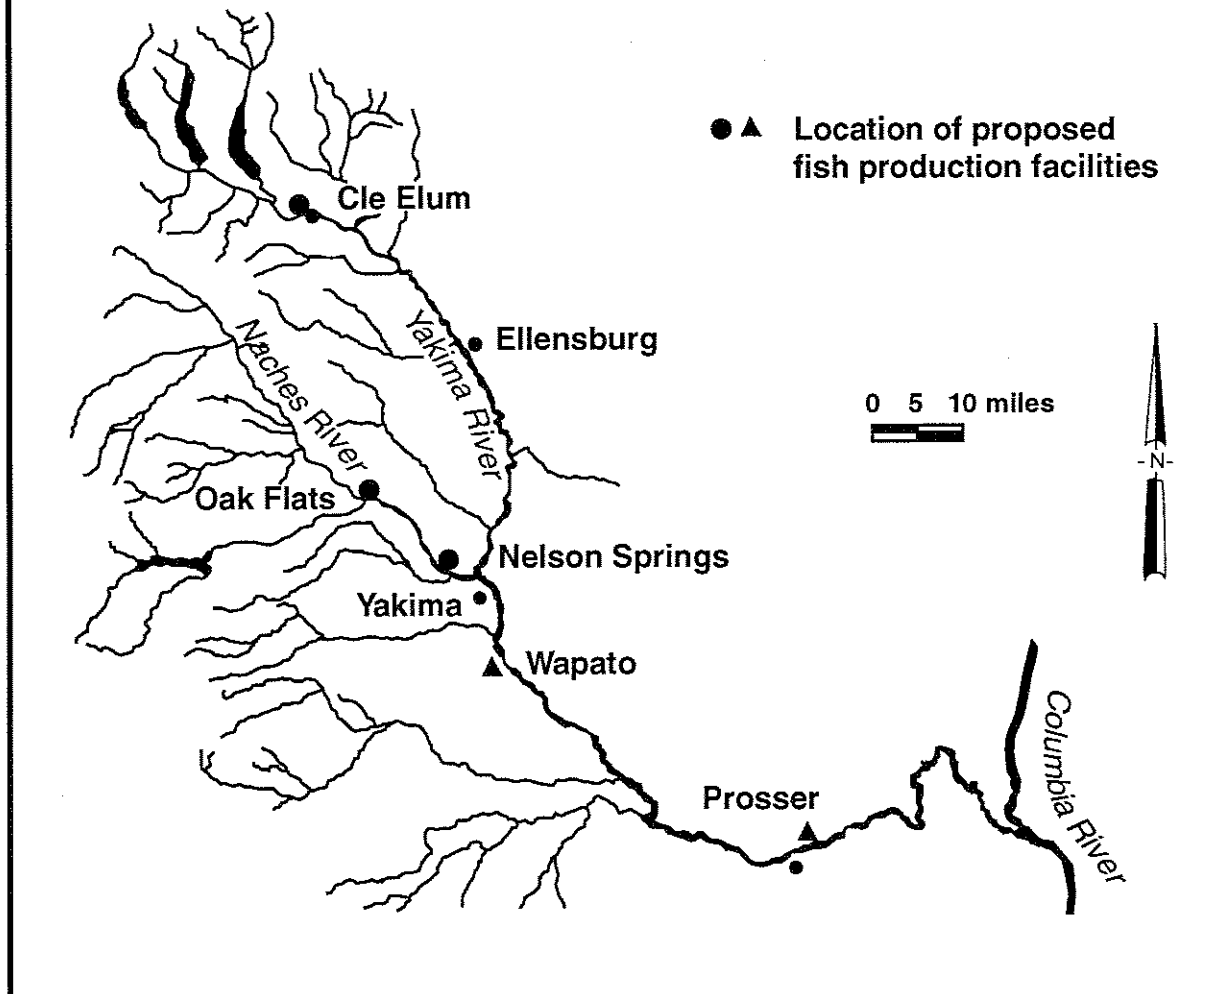 Location of proposed
fish production facilities
Cle Elum
Ellensburg
Yakima River
Naches River
0 5 10 miles
-N-
Oak Flats
Nelson Springs
Yakima
Wapato
Prosser
Columbia River